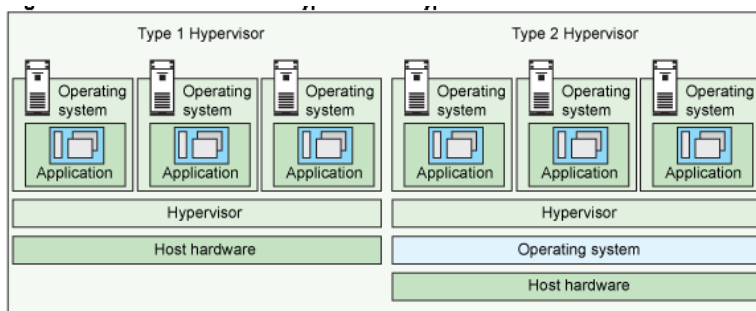 Type 1 Hypervisor
Type 2 Hypervisor
Operating system
Application
Operating system
Application
Operating system
Application
Operating system
Application
Operating system
Application
Operating system
Application
Hypervisor
Hypervisor
Host hardware
Operating system
Host hardware